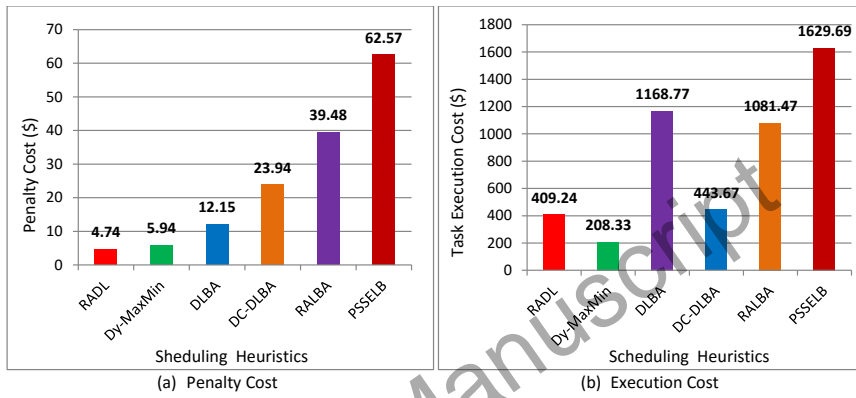 70
60
50
40
30
20
10
0
Penalty Cost ($)
4.74
5.94
12.15
23.94
39.48
62.57
RADL
Dy-MaxMin
DLBA
DC-DLBA
RALBA
PSSELB
Sheduling Heuristics
(a) Penalty Cost
1800
1600
1400
1200
1000
800
600
400
200
0
Task Execution Cost ($)
409.24
208.33
1168.77
443.67
1081.47
1629.69
RADL
Dy-MaxMin
DLBA
DC-DLBA
RALBA
PSSELB
Scheduling Heuristics
(b) Execution Cost
Manuscript